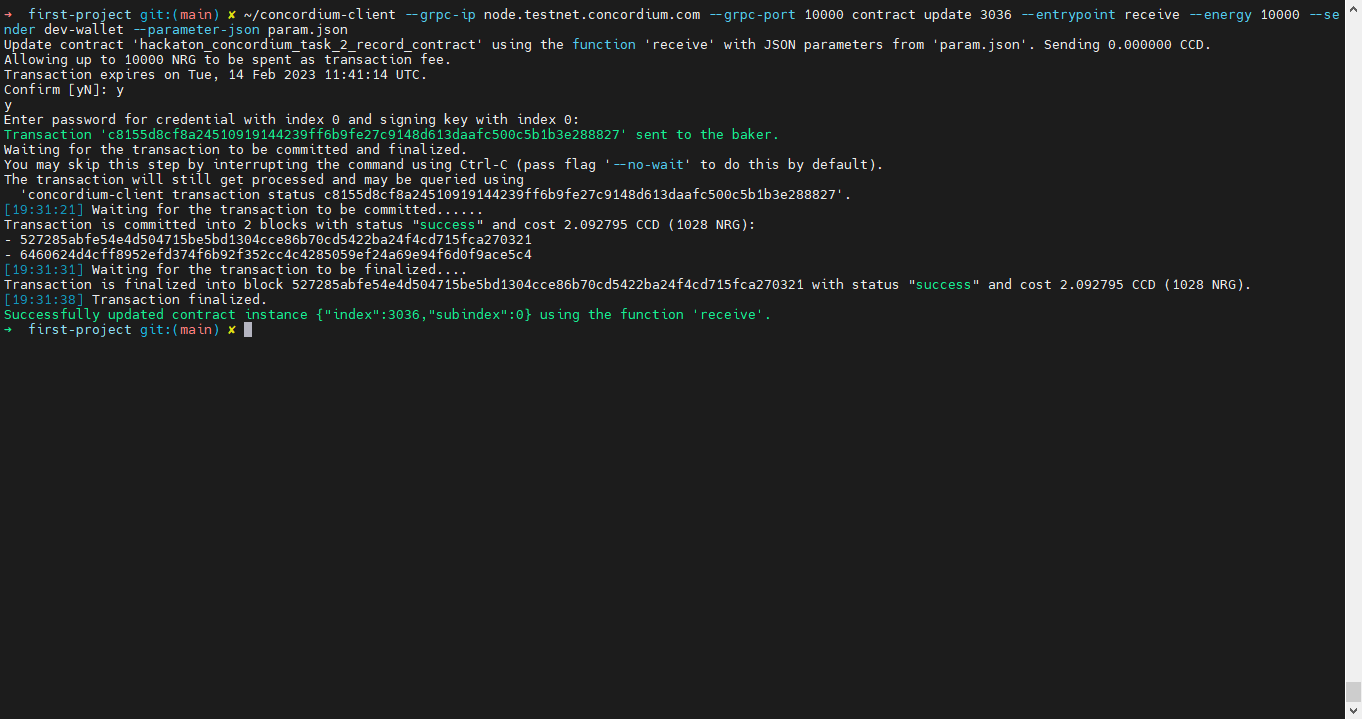 → first-project git:(main) ✘ ~/concordium-client --grpc-ip node.testnet.concordium.com --grpc-port 10000 contract update 3036 --entrypoint receive --energy 10000 --se
nder dev-wallet --parameter-json param.json
Update contract 'hackaton_concordium_task_2_record_contract' using the function 'receive' with JSON parameters from 'param.json'. Sending 0.000000 CCD.
Allowing up to 10000 NRG to be spent as transaction fee.
Transaction expires on Tue, 14 Feb 2023 11:41:14 UTC.
Confirm [yN]: y
y
Enter password for credential with index 0 and signing key with index 0:
Transaction 'c8155d8cf8a24510919144239ff6b9fe27c9148d613daafc500c5b1b3e288827' sent to the baker.
Waiting for the transaction to be committed and finalized.
You may skip this step by interrupting the command using Ctrl-C (pass flag '--no-wait' to do this by default).
The transaction will still get processed and may be queried using
'concordium-client transaction status c8155d8cf8a24510919144239ff6b9fe27c9148d613daafc500c5b1b3e288827'.
[19:31:21] Waiting for the transaction to be committed......
Transaction is committed into 2 blocks with status "success" and cost 2.092795 CCD (1028 NRG):
- 527285abfe54e4d504715be5bd1304cce86b70cd5422ba24f4cd715fca270321
- 6460624d4cff8952efd374f6b92f352cc4c4285059ef24a69e94f6d0f9ace5c4
[19:31:31] Waiting for the transaction to be finalized....
Transaction is finalized into block 527285abfe54e4d504715be5bd1304cce86b70cd5422ba24f4cd715fca270321 with status "success" and cost 2.092795 CCD (1028 NRG).
[19:31:38] Transaction finalized.
Successfully updated contract instance {"index":3036,"subindex":0} using the function 'receive'.
→ first-project git:(main) ✘